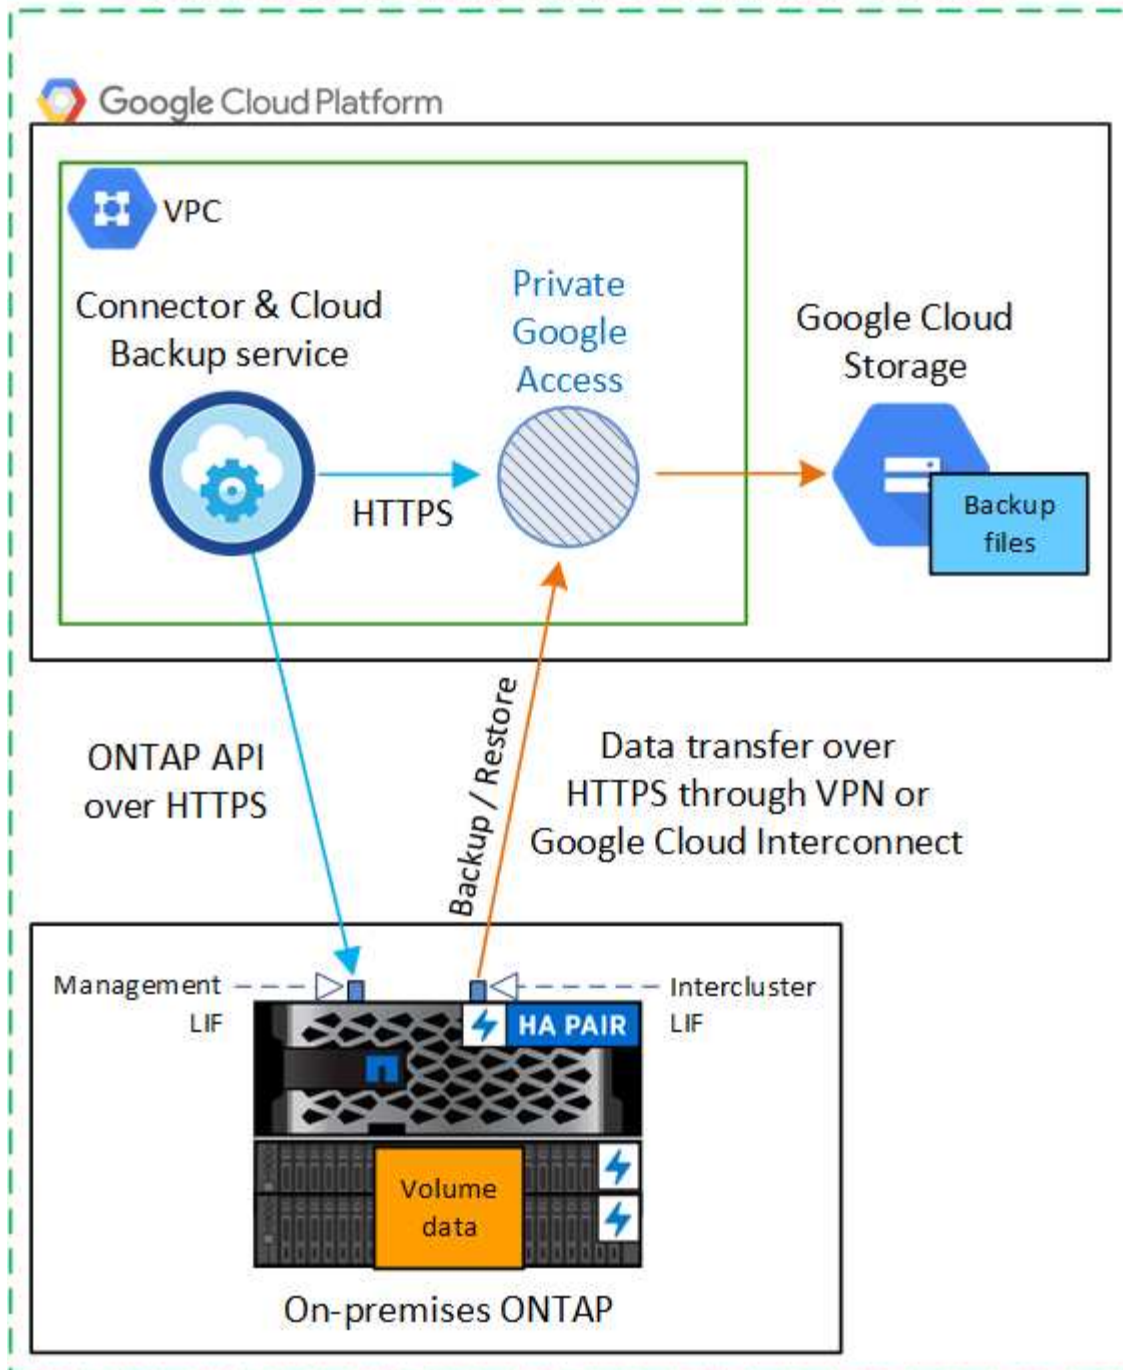 Google Cloud Platform
VPC
Connector & Cloud
Backup service
Private
Google
Access
Google Cloud
Storage
HTTPS
Backup
files
ONTAP API
over HTTPS
Backup / Restore
Data transfer over
HTTPS through VPN or
Google Cloud Interconnect
Management
LIF
Intercluster
LIF
HA PAIR
Volume
data
On-premises ONTAP